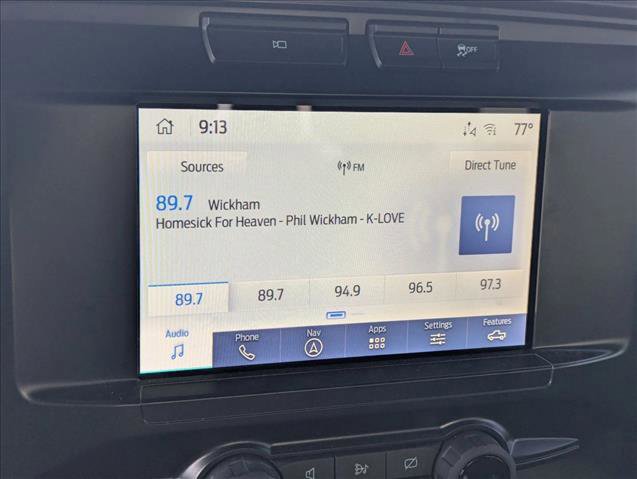 OFF
9:13
77°
Sources
FM
Direct Tune
89.7 Wickham
Homesick For Heaven - Phil Wickham - K-LOVE
89.7 89.7 94.9 96.5 97.3
Audio Phone Nav Apps Settings Features